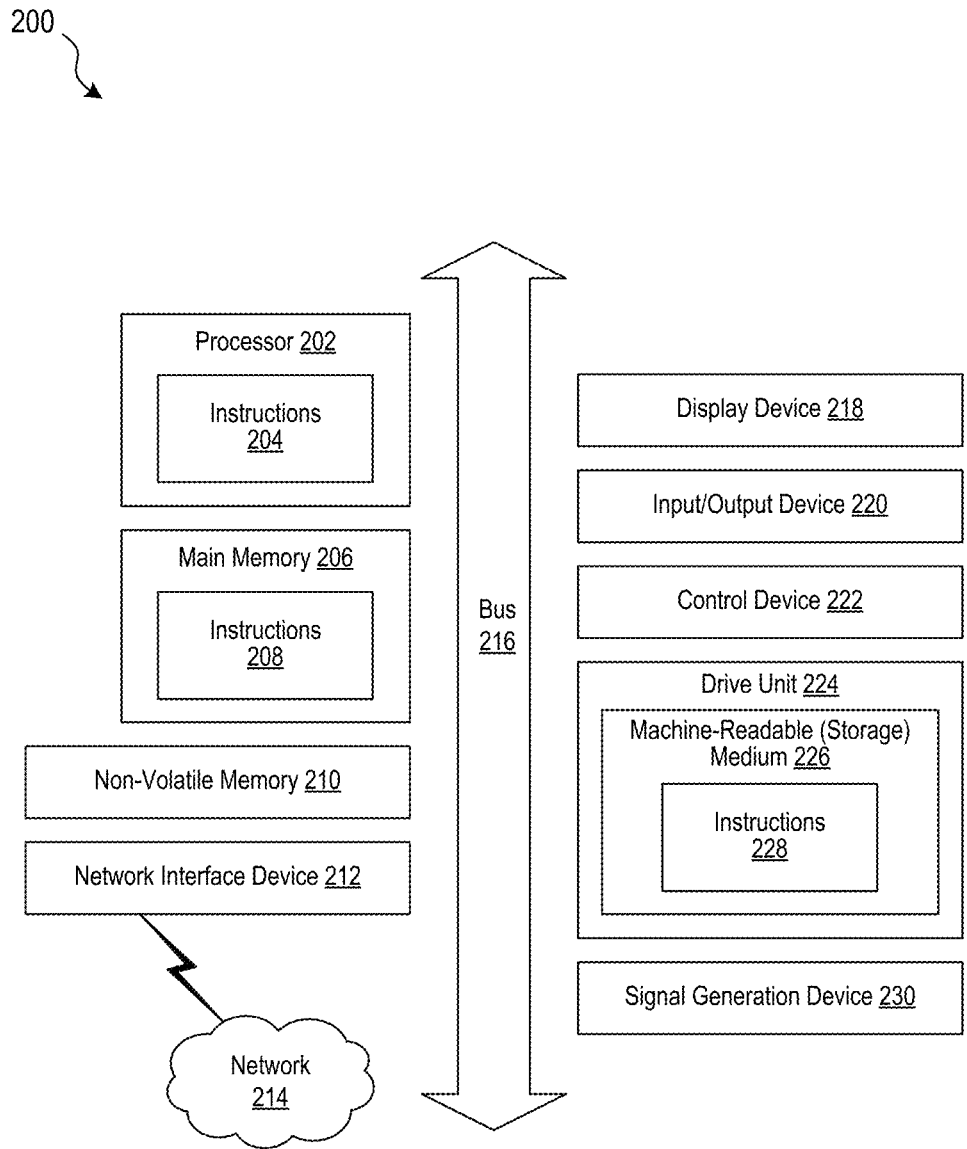 200
Processor 202
Instructions
204
Main Memory 206
Instructions
208
Non-Volatile Memory 210
Network Interface Device 212
Network
214
Bus
216
Display Device 218
Input/Output Device 220
Control Device 222
Drive Unit 224
Machine-Readable (Storage)
Medium 226
Instructions
228
Signal Generation Device 230